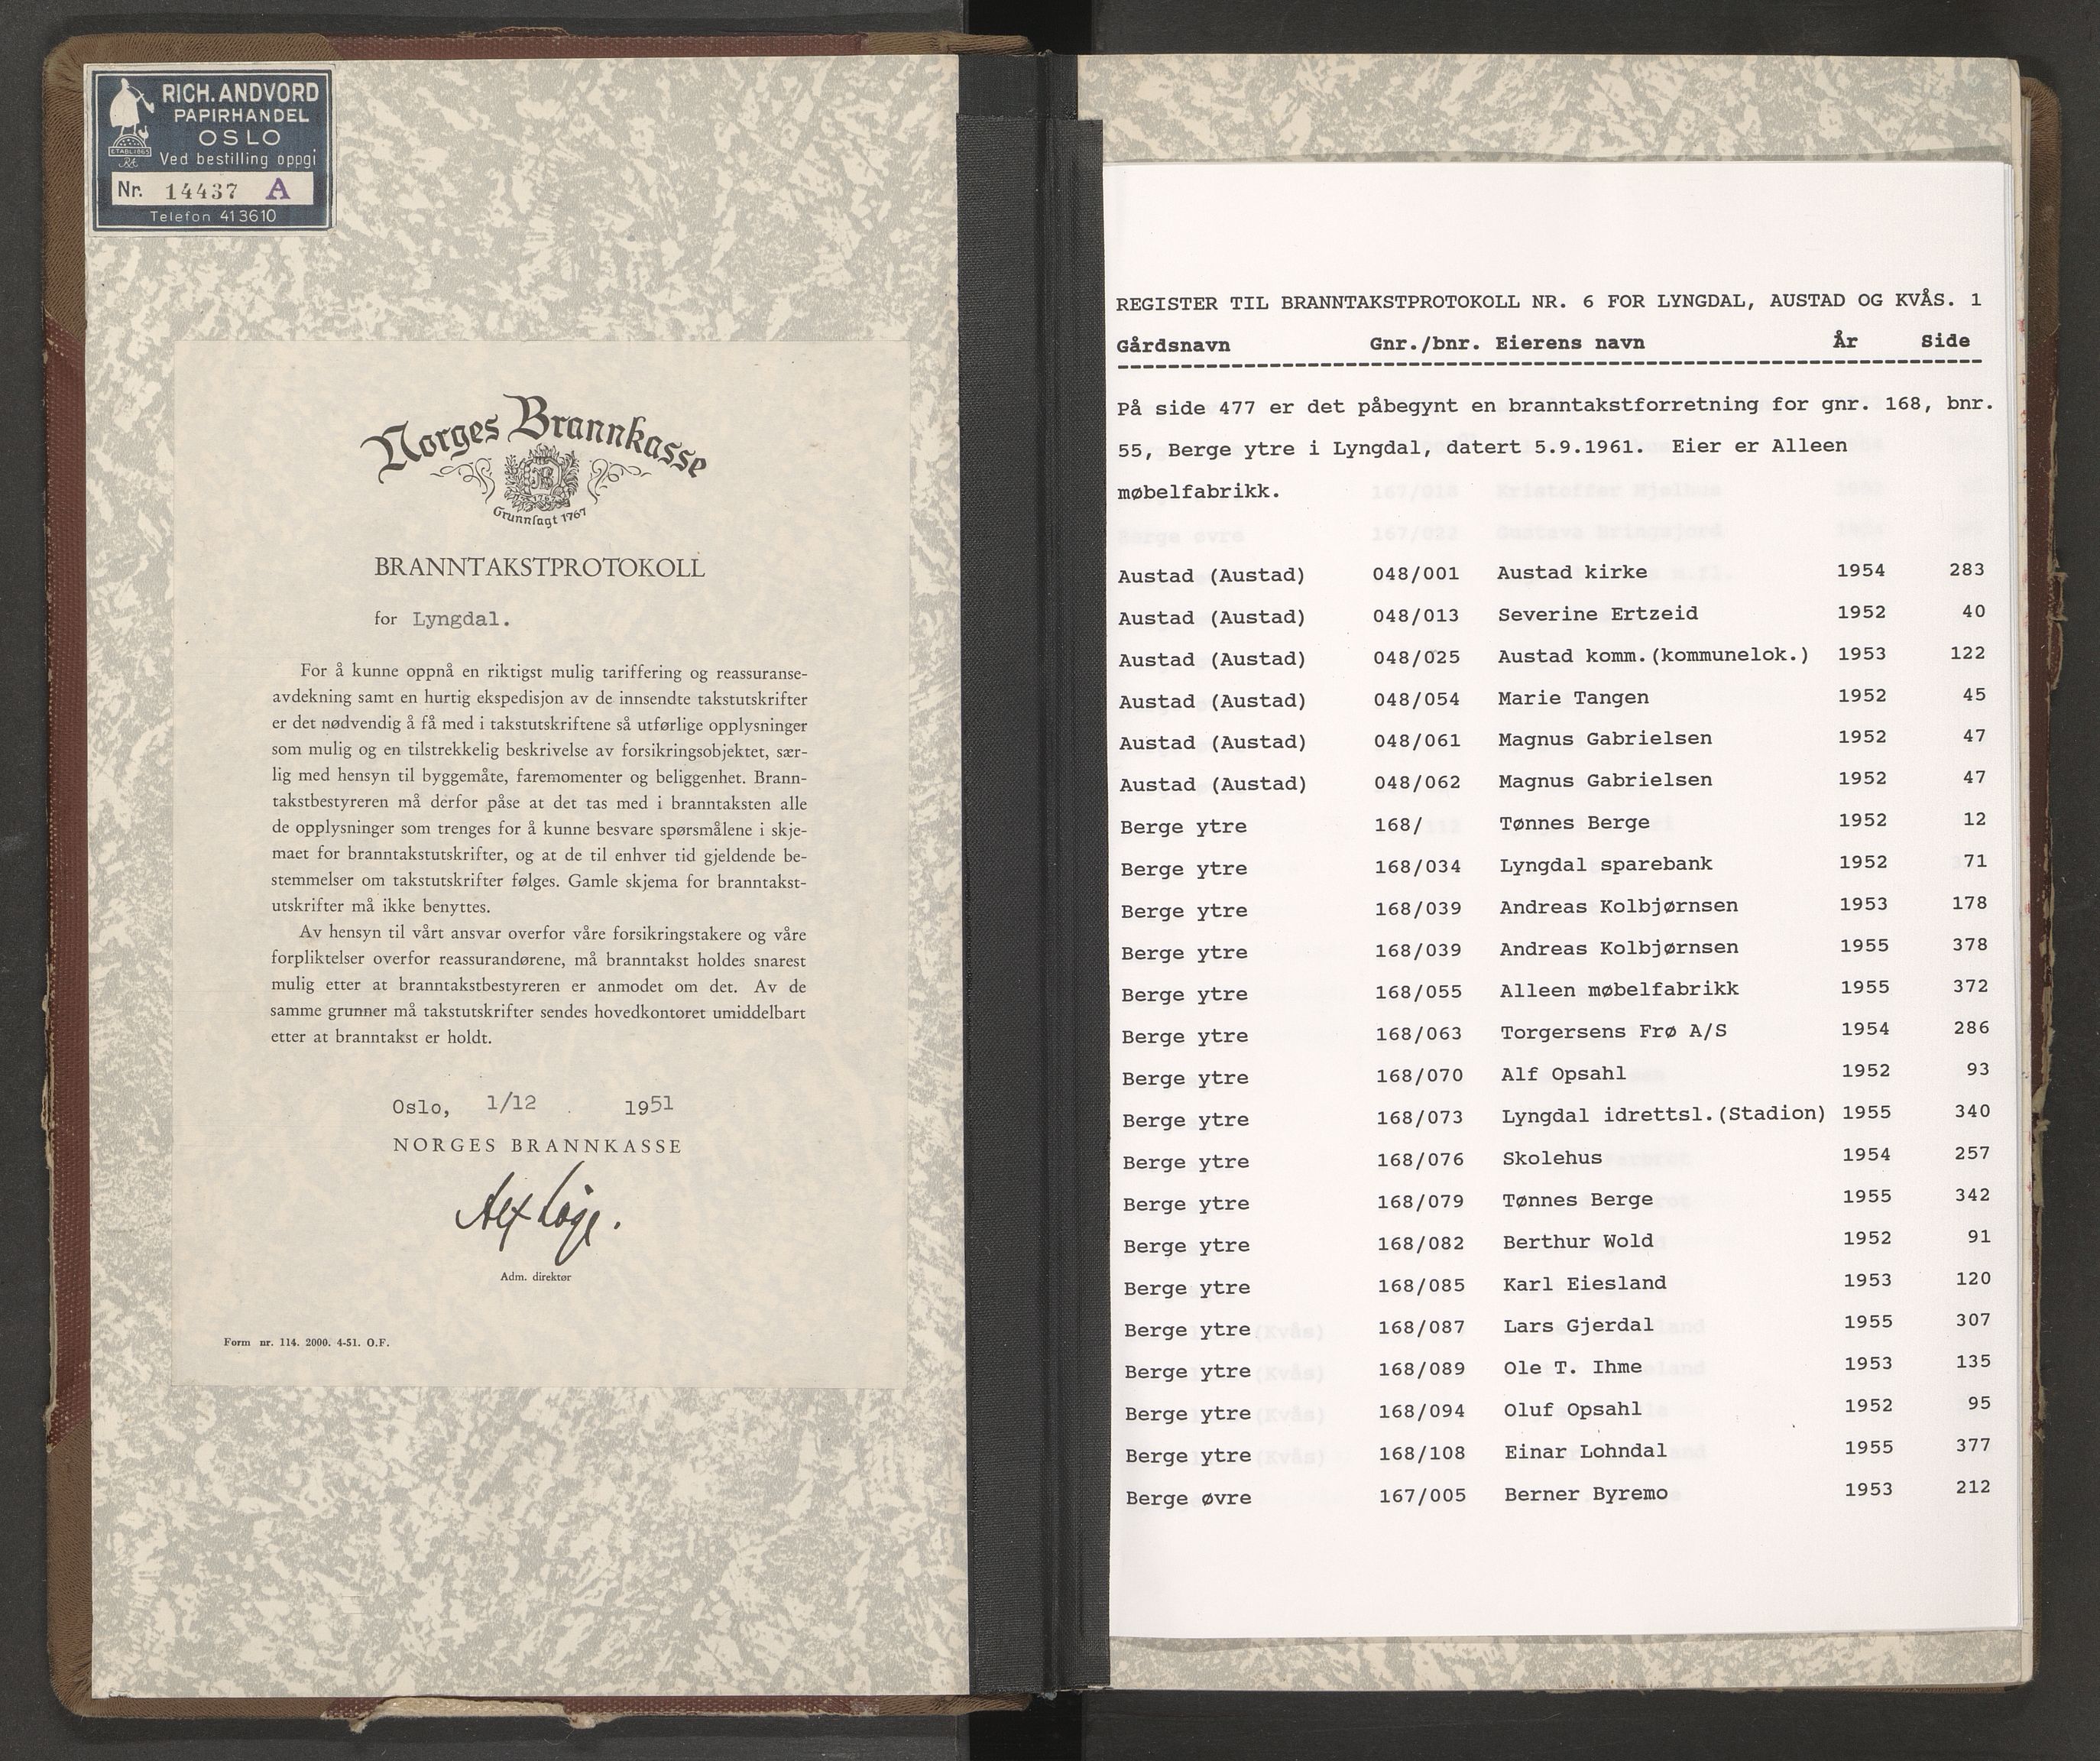 RICH. ANDVORD
PAPIRHANDEL
OSLO
ETABL. 1865
RA
Ved bestilling oppgi
Nr. 14437 A
Telefon 413610
Norges Brannkasse
Grunnlagt 1767
BRANNTAKSTPROTOKOLL
for Lyngdal.
For å kunne oppnå en riktigst mulig tariffering og reassuranse-
avdekning samt en hurtig ekspedisjon av de innsendte takstutskrifter
er det nødvendig å få med i takstutskriftene så utførlige opplysninger
som mulig og en tilstrekkelig beskrivelse av forsikringsobjektet, sær-
lig med hensyn til byggemåte, faremomenter og beliggenhet. Brann-
takstbestyreren må derfor påse at det tas med i branntaksten alle
de opplysninger som trenges for å kunne besvare spørsmålene i skje-
maet for branntakstutskrifter, og at de til enhver tid gjeldende be-
stemmelser om takstutskrifter følges. Gamle skjema for branntakst-
utskrifter må ikke benyttes.
Av hensyn til vårt ansvar overfor våre forsikringstakere og våre
forpliktelser overfor reassurandørene, må branntakst holdes snarest
mulig etter at branntakstbestyreren er anmodet om det. Av de
samme grunner må takstutskrifter sendes hovedkontoret umiddelbart
etter at branntakst er holdt.
Oslo, 1/12 . 1951
NORGES BRANNKASSE
Adm. direktør
Form nr. 114. 2000. 4-51. O.F.
REGISTER TIL BRANNTAKSTPROTOKOLL NR. 6 FOR LYNGDAL, AUSTAD OG KVÅS. 1
Gårdsnavn Gnr./bnr. Eierens navn År Side
På side 477 er det påbegynt en branntakstforretning for gnr. 168, bnr.
55, Berge ytre i Lyngdal, datert 5.9.1961. Eier er Alleen
møbelfabrikk.
Austad (Austad) 048/001 Austad kirke 1954 283
Austad (Austad) 048/013 Severine Ertzeid 1952 40
Austad (Austad) 048/025 Austad komm.(kommunelok.) 1953 122
Austad (Austad) 048/054 Marie Tangen 1952 45
Austad (Austad) 048/061 Magnus Gabrielsen 1952 47
Austad (Austad) 048/062 Magnus Gabrielsen 1952 47
Berge ytre 168/ Tønnes Berge 1952 12
Berge ytre 168/034 Lyngdal sparebank 1952 71
Berge ytre 168/039 Andreas Kolbjørnsen 1953 178
Berge ytre 168/039 Andreas Kolbjørnsen 1955 378
Berge ytre 168/055 Alleen møbelfabrikk 1955 372
Berge ytre 168/063 Torgersens Frø A/S 1954 286
Berge ytre 168/070 Alf Opsahl 1952 93
Berge ytre 168/073 Lyngdal idrettsl.(Stadion) 1955 340
Berge ytre 168/076 Skolehus 1954 257
Berge ytre 168/079 Tønnes Berge 1955 342
Berge ytre 168/082 Berthur Wold 1952 91
Berge ytre 168/085 Karl Eiesland 1953 120
Berge ytre 168/087 Lars Gjerdal 1955 307
Berge ytre 168/089 Ole T. Ihme 1953 135
Berge ytre 168/094 Oluf Opsahl 1952 95
Berge ytre 168/108 Einar Lohndal 1955 377
Berge øvre 167/005 Berner Byremo 1953 212